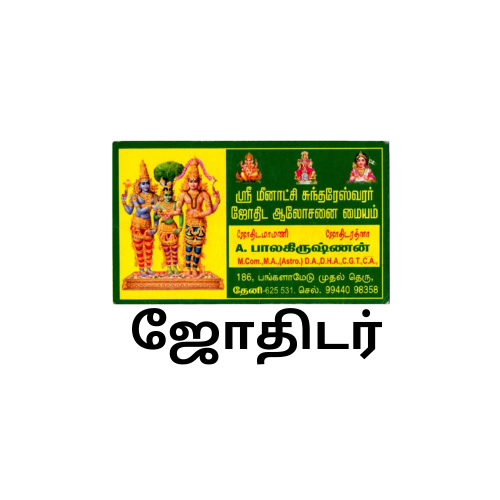 ஸ்ரீ மீனாட்சி சுந்தரேஸ்வரர்
ஜோதிட ஆலோசனை மையம்
ஜோதிடமாமணி ஜோதிடரத்னா
A. பாலகிருஷ்ணன்
M.Com.,M.A.,(Astro.) D.A.,D.H.A.,C.G.T.,C.A.,
186, பங்களாமேடு முதல் தெரு,
தேனி-625 531. செல். 99440 98358
ஜோதிடர்